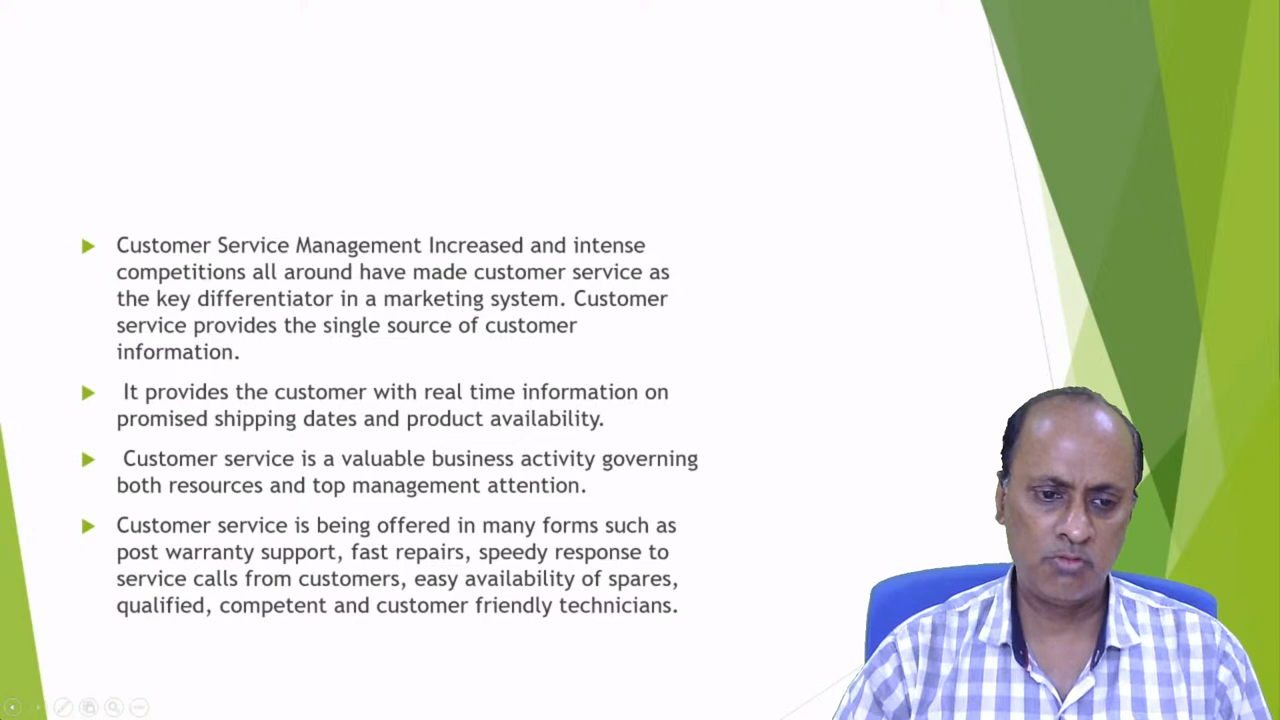 Customer Service Management Increased and intense
competitions all around have made customer service as
the key differentiator in a marketing system. Customer
service provides the single source of customer
information.
It provides the customer with real time information on
promised shipping dates and product availability.
Customer service is a valuable business activity governing
both resources and top management attention.
Customer service is being offered in many forms such as
post warranty support, fast repairs, speedy response to
service calls from customers, easy availability of spares,
qualified, competent and customer friendly technicians.